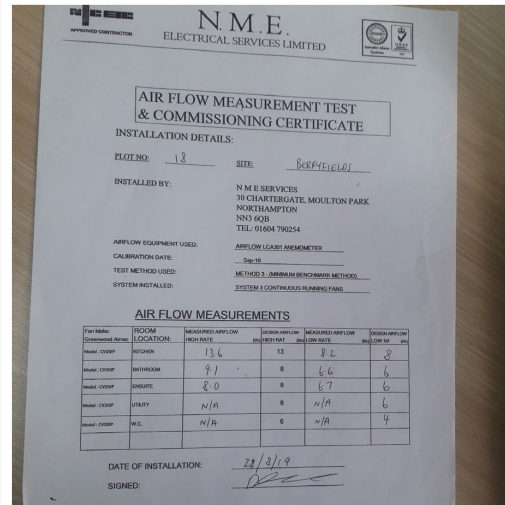 NICEIC
APPROVED CONTRACTOR
N.M.E.
ELECTRICAL SERVICES LIMITED
UKAS
AIR FLOW MEASUREMENT TEST
& COMMISSIONING CERTIFICATE
INSTALLATION DETAILS:
PLOT NO: 18 SITE: BERRYFIELDS
INSTALLED BY: N M E SERVICES
30 CHARTERGATE, MOULTON PARK
NORTHAMPTON
NN3 6QB
TEL: 01604 790254
AIRFLOW EQUIPMENT USED: AIRFLOW LCA301 ANEMOMETER
CALIBRATION DATE: Sep-18
TEST METHOD USED: METHOD 3 - (MINIMUM BENCHMARK METHOD)
SYSTEM INSTALLED: SYSTEM 3 CONTINUOUS RUNNING FANS
AIR FLOW MEASUREMENTS
Fan Make: ROOM MEASURED AIRFLOW DESIGN AIRFLOW MEASURED AIRFLOW DESIGN AIRFLOW
Greenwood Airvac LOCATION: HIGH RATE (l/s) HIGH RAT (l/s) LOW RATE (l/s) LOW RA (l/s)
Model : CV2GIP KITCHEN 13.6 13 8.2 8
Model : CV2GIP BATHROOM 9.1 8 6.6 6
Model : CV2GIP ENSUITE 8.0 8 6.7 6
Model : CV2GIP UTILITY N/A 8 N/A 6
Model : CV2GIP W.C. N/A 6 N/A 4
DATE OF INSTALLATION: 28/8/19
SIGNED: